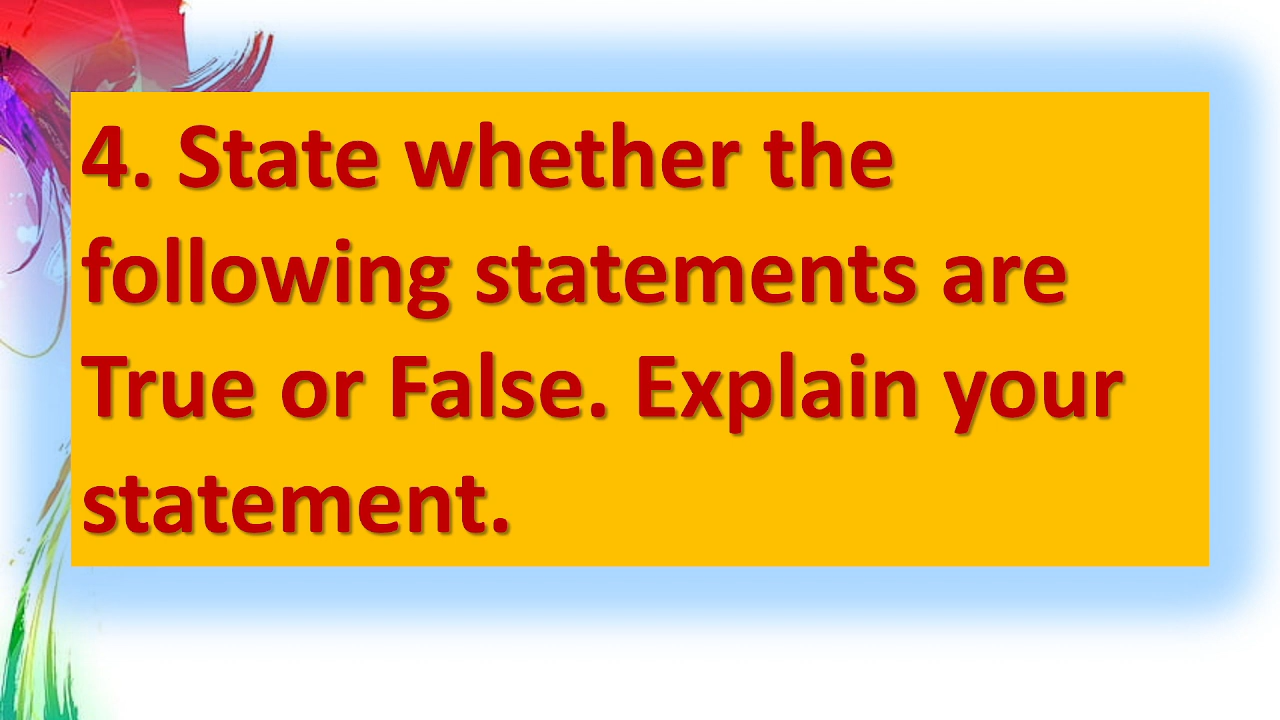 4. State whether the
following statements are
True or False. Explain your
statement.